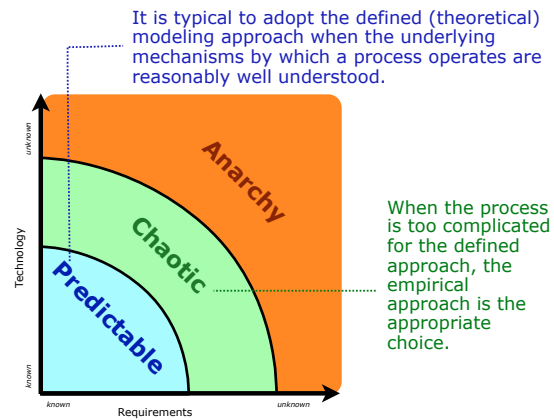 It is typical to adopt the defined (theoretical)
modeling approach when the underlying
mechanisms by which a process operates are
reasonably well understood.
unknown
Anarchy
Technology
Chaotic
Predictable
When the process
is too complicated
for the defined
approach, the
empirical
approach is the
appropriate
choice.
known
known
unknown
Requirements